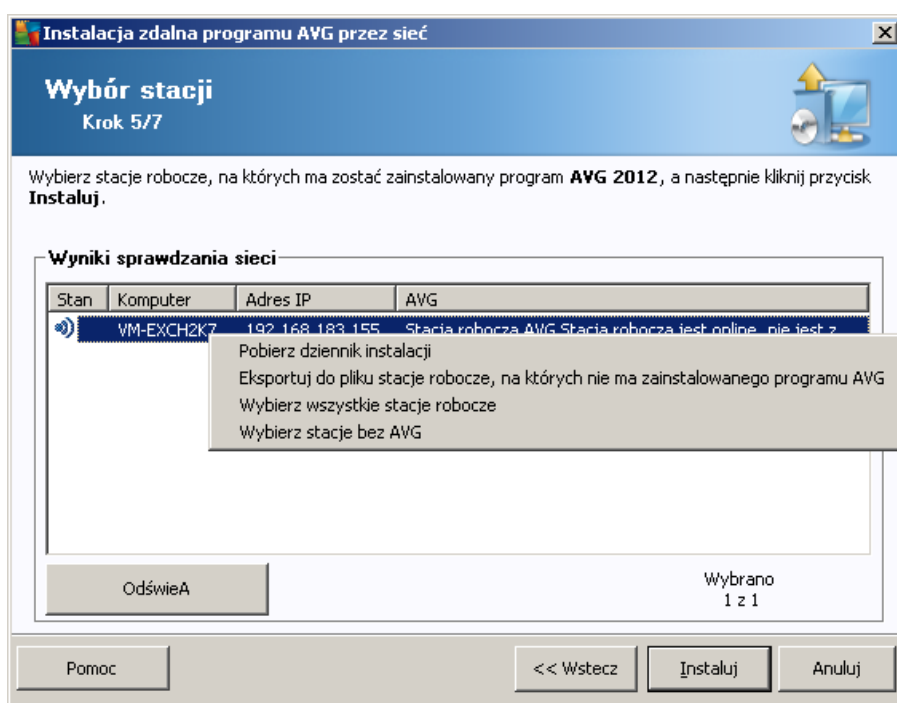 Instalacja zdalna programu AVG przez sieć
Wybór stacji
Krok 5/7
Wybierz stacje robocze, na których ma zostać zainstalowany program AVG 2012, a następnie kliknij przycisk
Instaluj.
Wyniki sprawdzania sieci
Stan Komputer Adres IP AVG
VM-EXCH2K7 192.168.183.155 Stacja robocza AVG Stacja robocza jest online, nie jest z...
Pobierz dziennik instalacji
Eksportuj do pliku stacje robocze, na których nie ma zainstalowanego programu AVG
Wybierz wszystkie stacje robocze
Wybierz stacje bez AVG
OdświeA
Wybrano
1 z 1
Pomoc << Wstecz Instaluj Anuluj